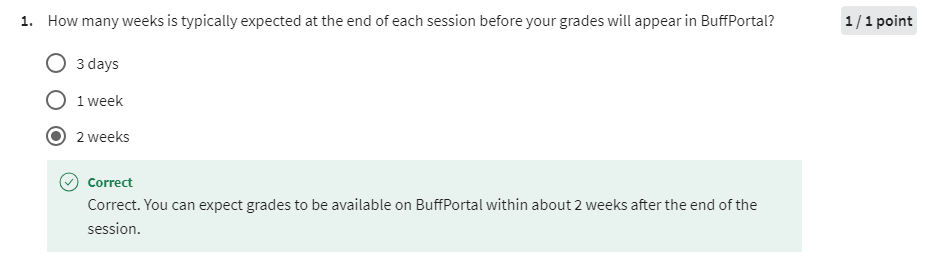 1. How many weeks is typically expected at the end of each session before your grades will appear in BuffPortal?
1 / 1 point
3 days
1 week
2 weeks
Correct
Correct. You can expect grades to be available on BuffPortal within about 2 weeks after the end of the
session.